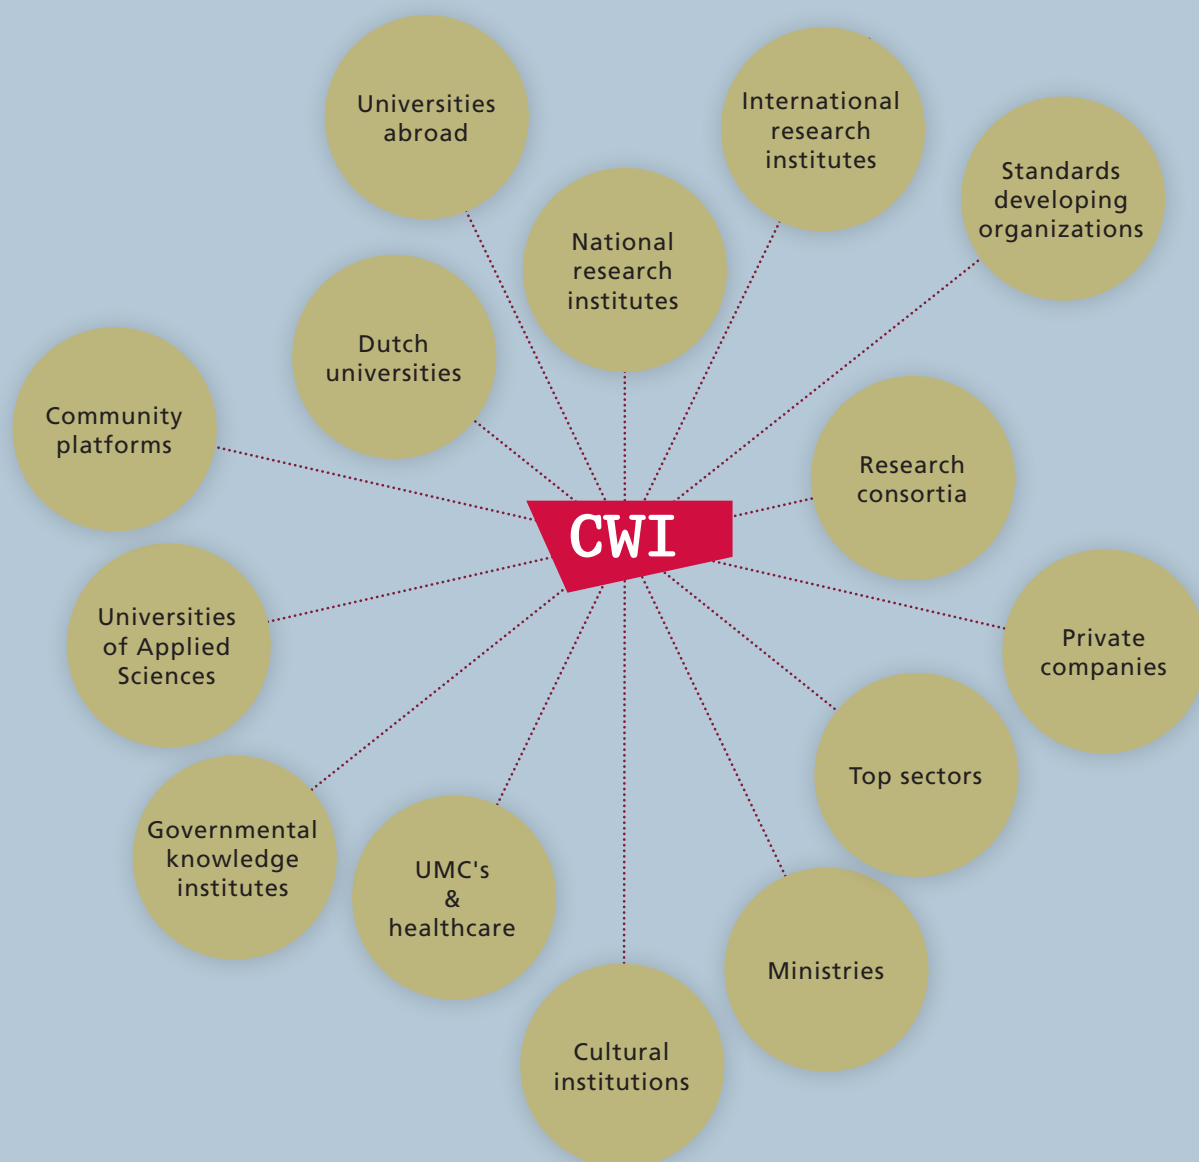 Universities
abroad
International
research
institutes
Standards
developing
organizations
National
research
institutes
Dutch
universities
Community
platforms
Research
consortia
CWI
Universities
of Applied
Sciences
Private
companies
Top sectors
Governmental
knowledge
institutes
UMC's
&
healthcare
Ministries
Cultural
institutions